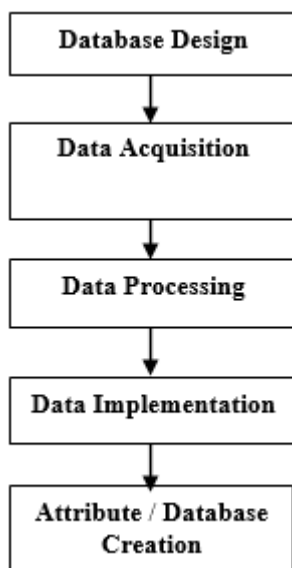 Database Design
Data Acquisition
Data Processing
Data Implementation
Attribute / Database
Creation